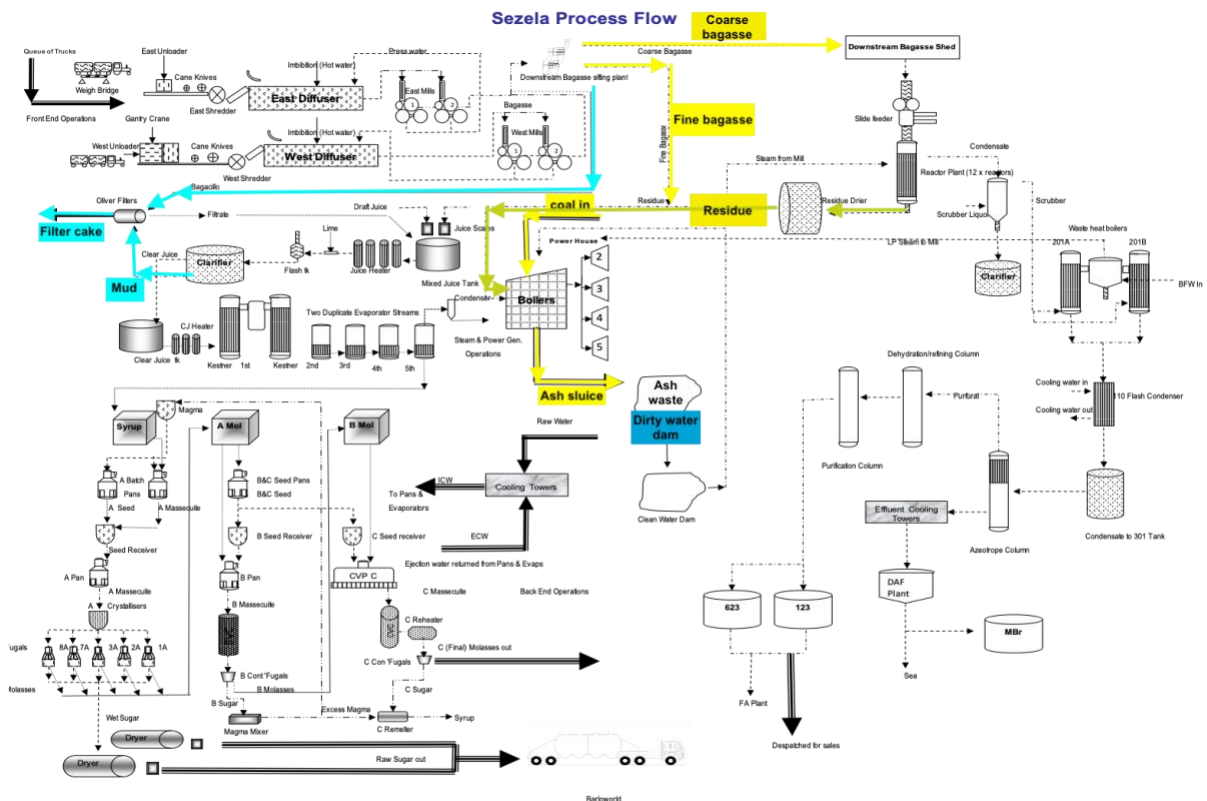 Sezela Process Flow
Coarse
bagasse
Queue of Trucks
East Unloader
Cane Knives
Weigh Bridge
Front End Operations
East Shredder
Imbibition (Hot water)
Press water
East Diffuser
East Mills
1
2
Coarse Bagasse
Downstream Bagasse sifting plant
Downstream Bagasse Shed
Gantry Crane
West Unloader
Cane Knives
West Shredder
Imbibition (Hot water)
West Diffuser
Bagasse
West Mills
1
2
Fine bagasse
Fine Bagasse
Slide feeder
Steam from Mill
Condensate
Reactor Plant (12 x reactors)
Scrubber
Scrubber Liquo
Bagacillo
Oliver Filters
Filtrate
Filter cake
Draft Juice
Juice Scales
coal in
Residue
Residue
Residue Drier
Lime
Clear Juice
Clarifier
Flash tk
Juice Heater
Mixed Juice Tank
Mud
Power House
2
3
4
5
Boilers
Condenser
LP Steam to Mill
Clarifier
Waste heat boilers
201A
201B
BFW In
CJ Heater
Clear Juice tk
Kestner
1st
Kestner
Two Duplicate Evaporator Streams
2nd
3rd
4th
5th
Steam & Power Gen.
Operations
Ash sluice
Ash
waste
Dirty water
dam
Clean Water Dam
Dehydration/refining Column
Furfurat
Purification Column
Cooling water in
Cooling water out
110 Flash Condenser
Condensate to 301 Tank
Azeotrope Column
Effluent Cooling
Towers
DAF
Plant
MBr
Sea
623
123
FA Plant
Despatched for sales
Magma
Syrup
A Mol
B Mol
Raw Water
ICW
To Pans &
Evaporators
Cooling Towers
ECW
Ejection water returned from Pans & Evaps
Back End Operations
A Batch
Pans
A
Seed
A Massecuite
B&C Seed Pans
B&C Seed
Seed Receiver
B Seed Receiver
C Seed receiver
A Pan
A Massecuite
B Pan
CVP C
B Massecuite
C Massecuite
A
Crystallisers
CVC
C Reheater
C (Final) Molasses out
C Con 'Fugals
'ugals
8A
7A
3A
2A
1A
Molasses
B Cont 'Fugals
B Molasses
B Sugar
C Sugar
Wet Sugar
Magma Mixer
Excess Magma
C Remelter
Syrup
Dryer
Dryer
Raw Sugar out
Barloworld